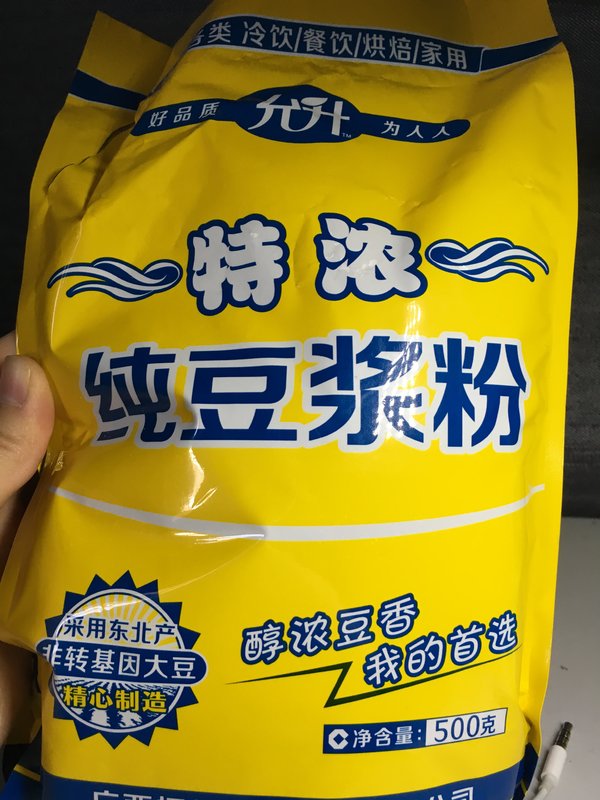 类 冷饮/餐饮/烘焙/家用
好品质 允升 TM 为人人
特浓
纯豆浆粉
采用东北产
非转基因大豆
精心制造
醇浓豆香
我的首选
净含量: 500克